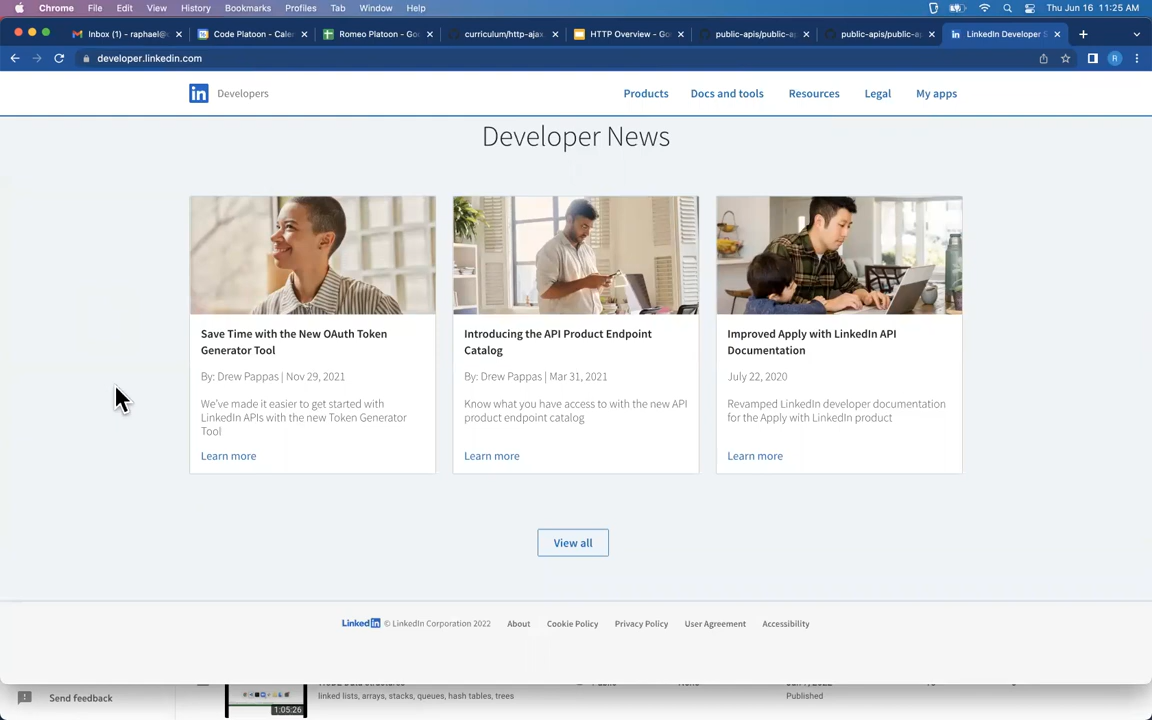 Chrome File Edit View History Bookmarks Profiles Tab Window Help Thu Jun 16 11:25 AM
Inbox (1) - raphael@ Code Platoon - Cale Romeo Platoon - Go curriculum/http-ajax HTTP Overview - Go public-apis/public-a public-apis/public-a LinkedIn Developer S
developer.linkedin.com R
in Developers Products Docs and tools Resources Legal My apps
Developer News
Save Time with the New OAuth Token
Generator Tool
By: Drew Pappas | Nov 29, 2021
We've made it easier to get started with
LinkedIn APIs with the new Token Generator
Tool
Learn more
Introducing the API Product Endpoint
Catalog
By: Drew Pappas | Mar 31, 2021
Know what you have access to with the new API
product endpoint catalog
Learn more
Improved Apply with LinkedIn API
Documentation
July 22, 2020
Revamped LinkedIn developer documentation
for the Apply with LinkedIn product
Learn more
View all
LinkedIn © LinkedIn Corporation 2022 About Cookie Policy Privacy Policy User Agreement Accessibility
Send feedback
linked lists, arrays, stacks, queues, hash tables, trees
Published
1:05:26